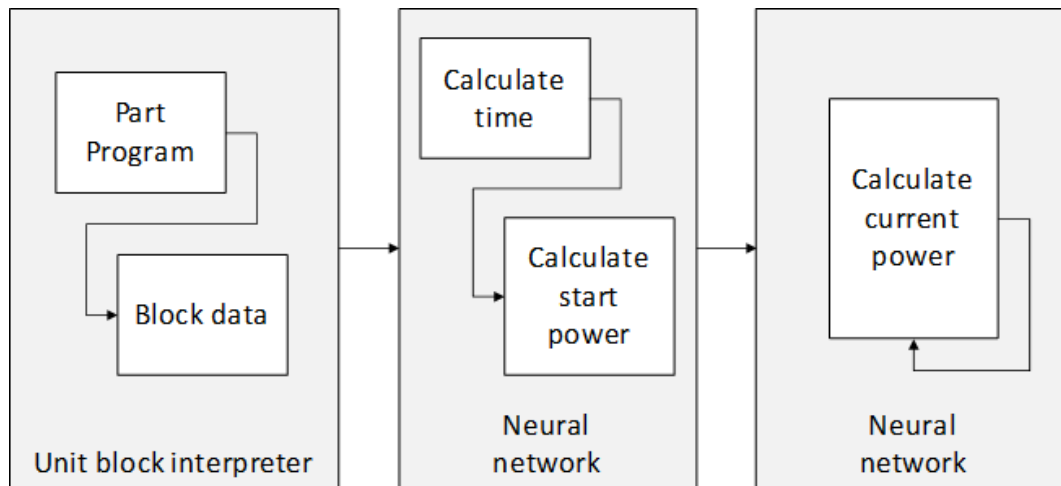 Part
Program
Block data
Unit block interpreter
Calculate
time
Calculate
start
power
Neural
network
Calculate
current
power
Neural
network